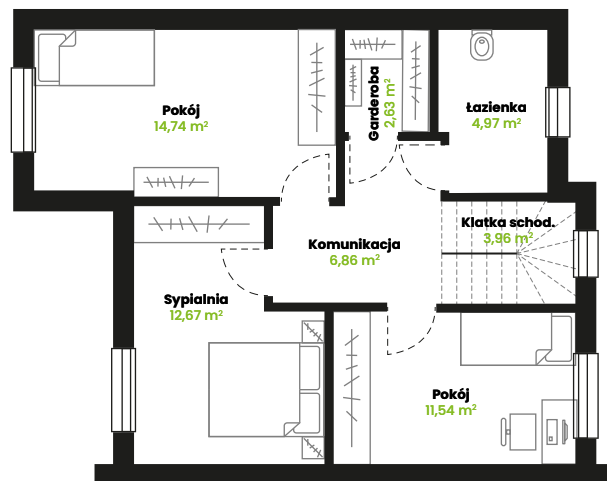 Pokój
14,74 m²
Garderoba
2,63 m²
Łazienka
4,97 m²
Klatka schod.
3,96 m²
Komunikacja
6,86 m²
Sypialnia
12,67 m²
Pokój
11,54 m²